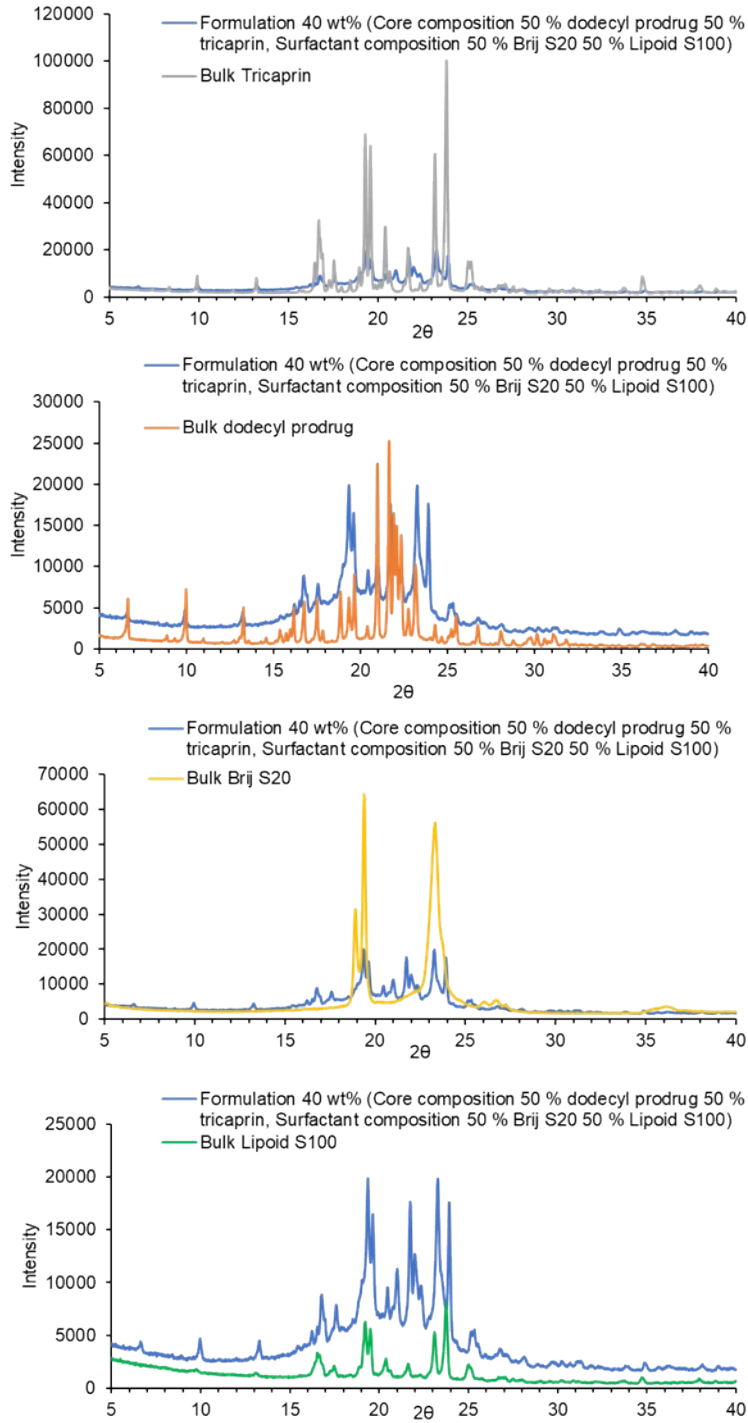 Formulation 40 wt% (Core composition 50 % dodecyl prodrug 50 %
tricaprin, Surfactant composition 50 % Brij S20 50 % Lipoid S100)
Bulk Tricaprin
120000
100000
80000
60000
40000
20000
0
Intensity
5 10 15 20 25 30 35 40
2θ
Formulation 40 wt% (Core composition 50 % dodecyl prodrug 50 %
tricaprin, Surfactant composition 50 % Brij S20 50 % Lipoid S100)
Bulk dodecyl prodrug
30000
25000
20000
15000
10000
5000
0
Intensity
5 10 15 20 25 30 35 40
2θ
Formulation 40 wt% (Core composition 50 % dodecyl prodrug 50 %
tricaprin, Surfactant composition 50 % Brij S20 50 % Lipoid S100)
Bulk Brij S20
70000
60000
50000
40000
30000
20000
10000
0
Intensity
5 10 15 20 25 30 35 40
2θ
Formulation 40 wt% (Core composition 50 % dodecyl prodrug 50 %
tricaprin, Surfactant composition 50 % Brij S20 50 % Lipoid S100)
Bulk Lipoid S100
25000
20000
15000
10000
5000
0
Intensity
5 10 15 20 25 30 35 40
2θ